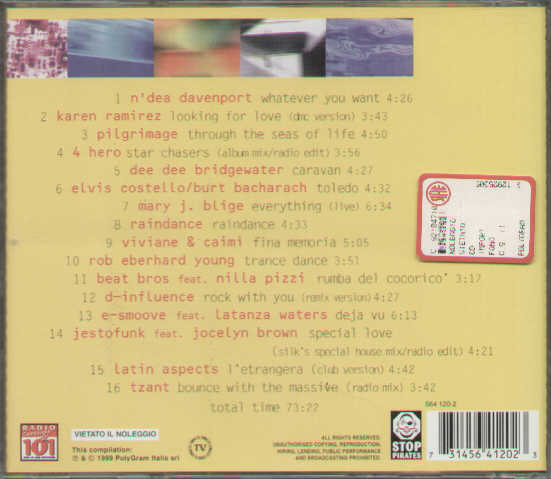 1 n'dea davenport whatever you want 4:26
2 karen ramirez looking for love (dmc version) 3:43
3 pilgrimage through the seas of life 4:50
4 4 hero star chasers (album mix/radio edit) 3:56
5 dee dee bridgewater caravan 4:27
6 elvis costello/burt bacharach toledo 4:32
7 mary j. blige everything (live) 6:34
8 raindance raindance 4:33
9 viviane & caimi fina memoria 5:05
10 rob eberhard young trance dance 3:51
11 beat bros feat. nilla pizzi rumba del cocorico' 3:17
12 d-influence rock with you (remix version) 4:27
13 e-smoove feat. latanza waters deja vu 6:13
14 jestofunk feat. jocelyn brown special love
(silk's special house mix/radio edit) 4:21
15 latin aspects l'etrangera (club version) 4:42
16 tzant bounce with the massive (radio mix) 3:42
total time 73:22
NOLEGGIO
VIETATO
CD
POLYGRAM
564 120-2
RADIO
101
VIETATO IL NOLEGGIO
This compilation:
℗ & © 1999 PolyGram Italia srl
TV
ALL RIGHTS RESERVED.
UNAUTHORISED COPYING, REPRODUCTION,
HIRING, LENDING, PUBLIC PERFORMANCE
AND BROADCASTING PROHIBITED.
STOP
PIRATES
7 31456 41202 3